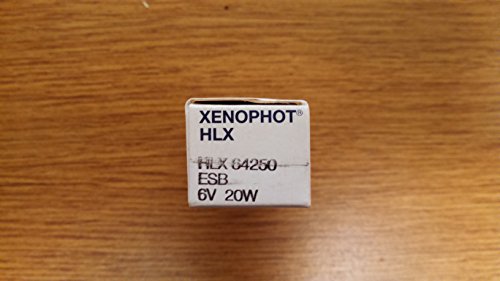 XENOPHOT®
HLX
HLX 64250
ESB
6V 20W